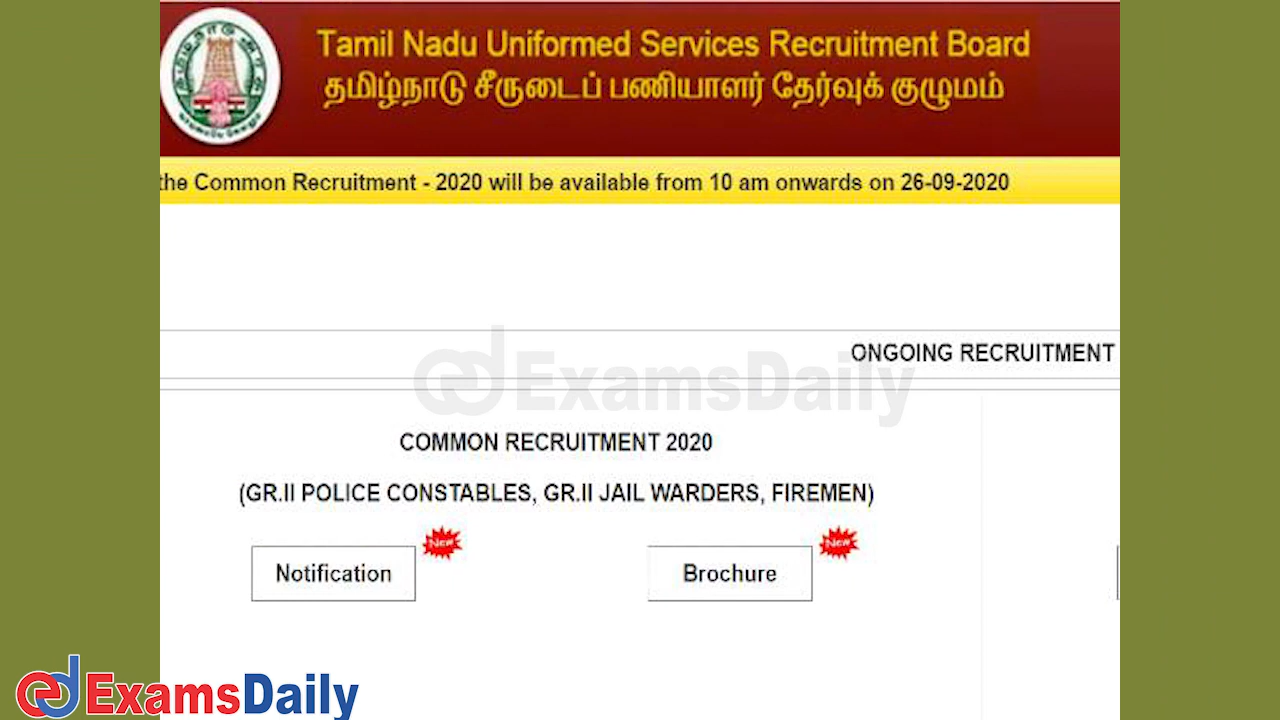 Tamil Nadu Uniformed Services Recruitment Board
தமிழ்நாடு சீருடைப் பணியாளர் தேர்வுக் குழுமம்
the Common Recruitment - 2020 will be available from 10 am onwards on 26-09-2020
ONGOING RECRUITMENT
ExamsDaily
COMMON RECRUITMENT 2020
(GR.II POLICE CONSTABLES, GR.II JAIL WARDERS, FIREMEN)
New
New
Notification
Brochure
ExamsDaily